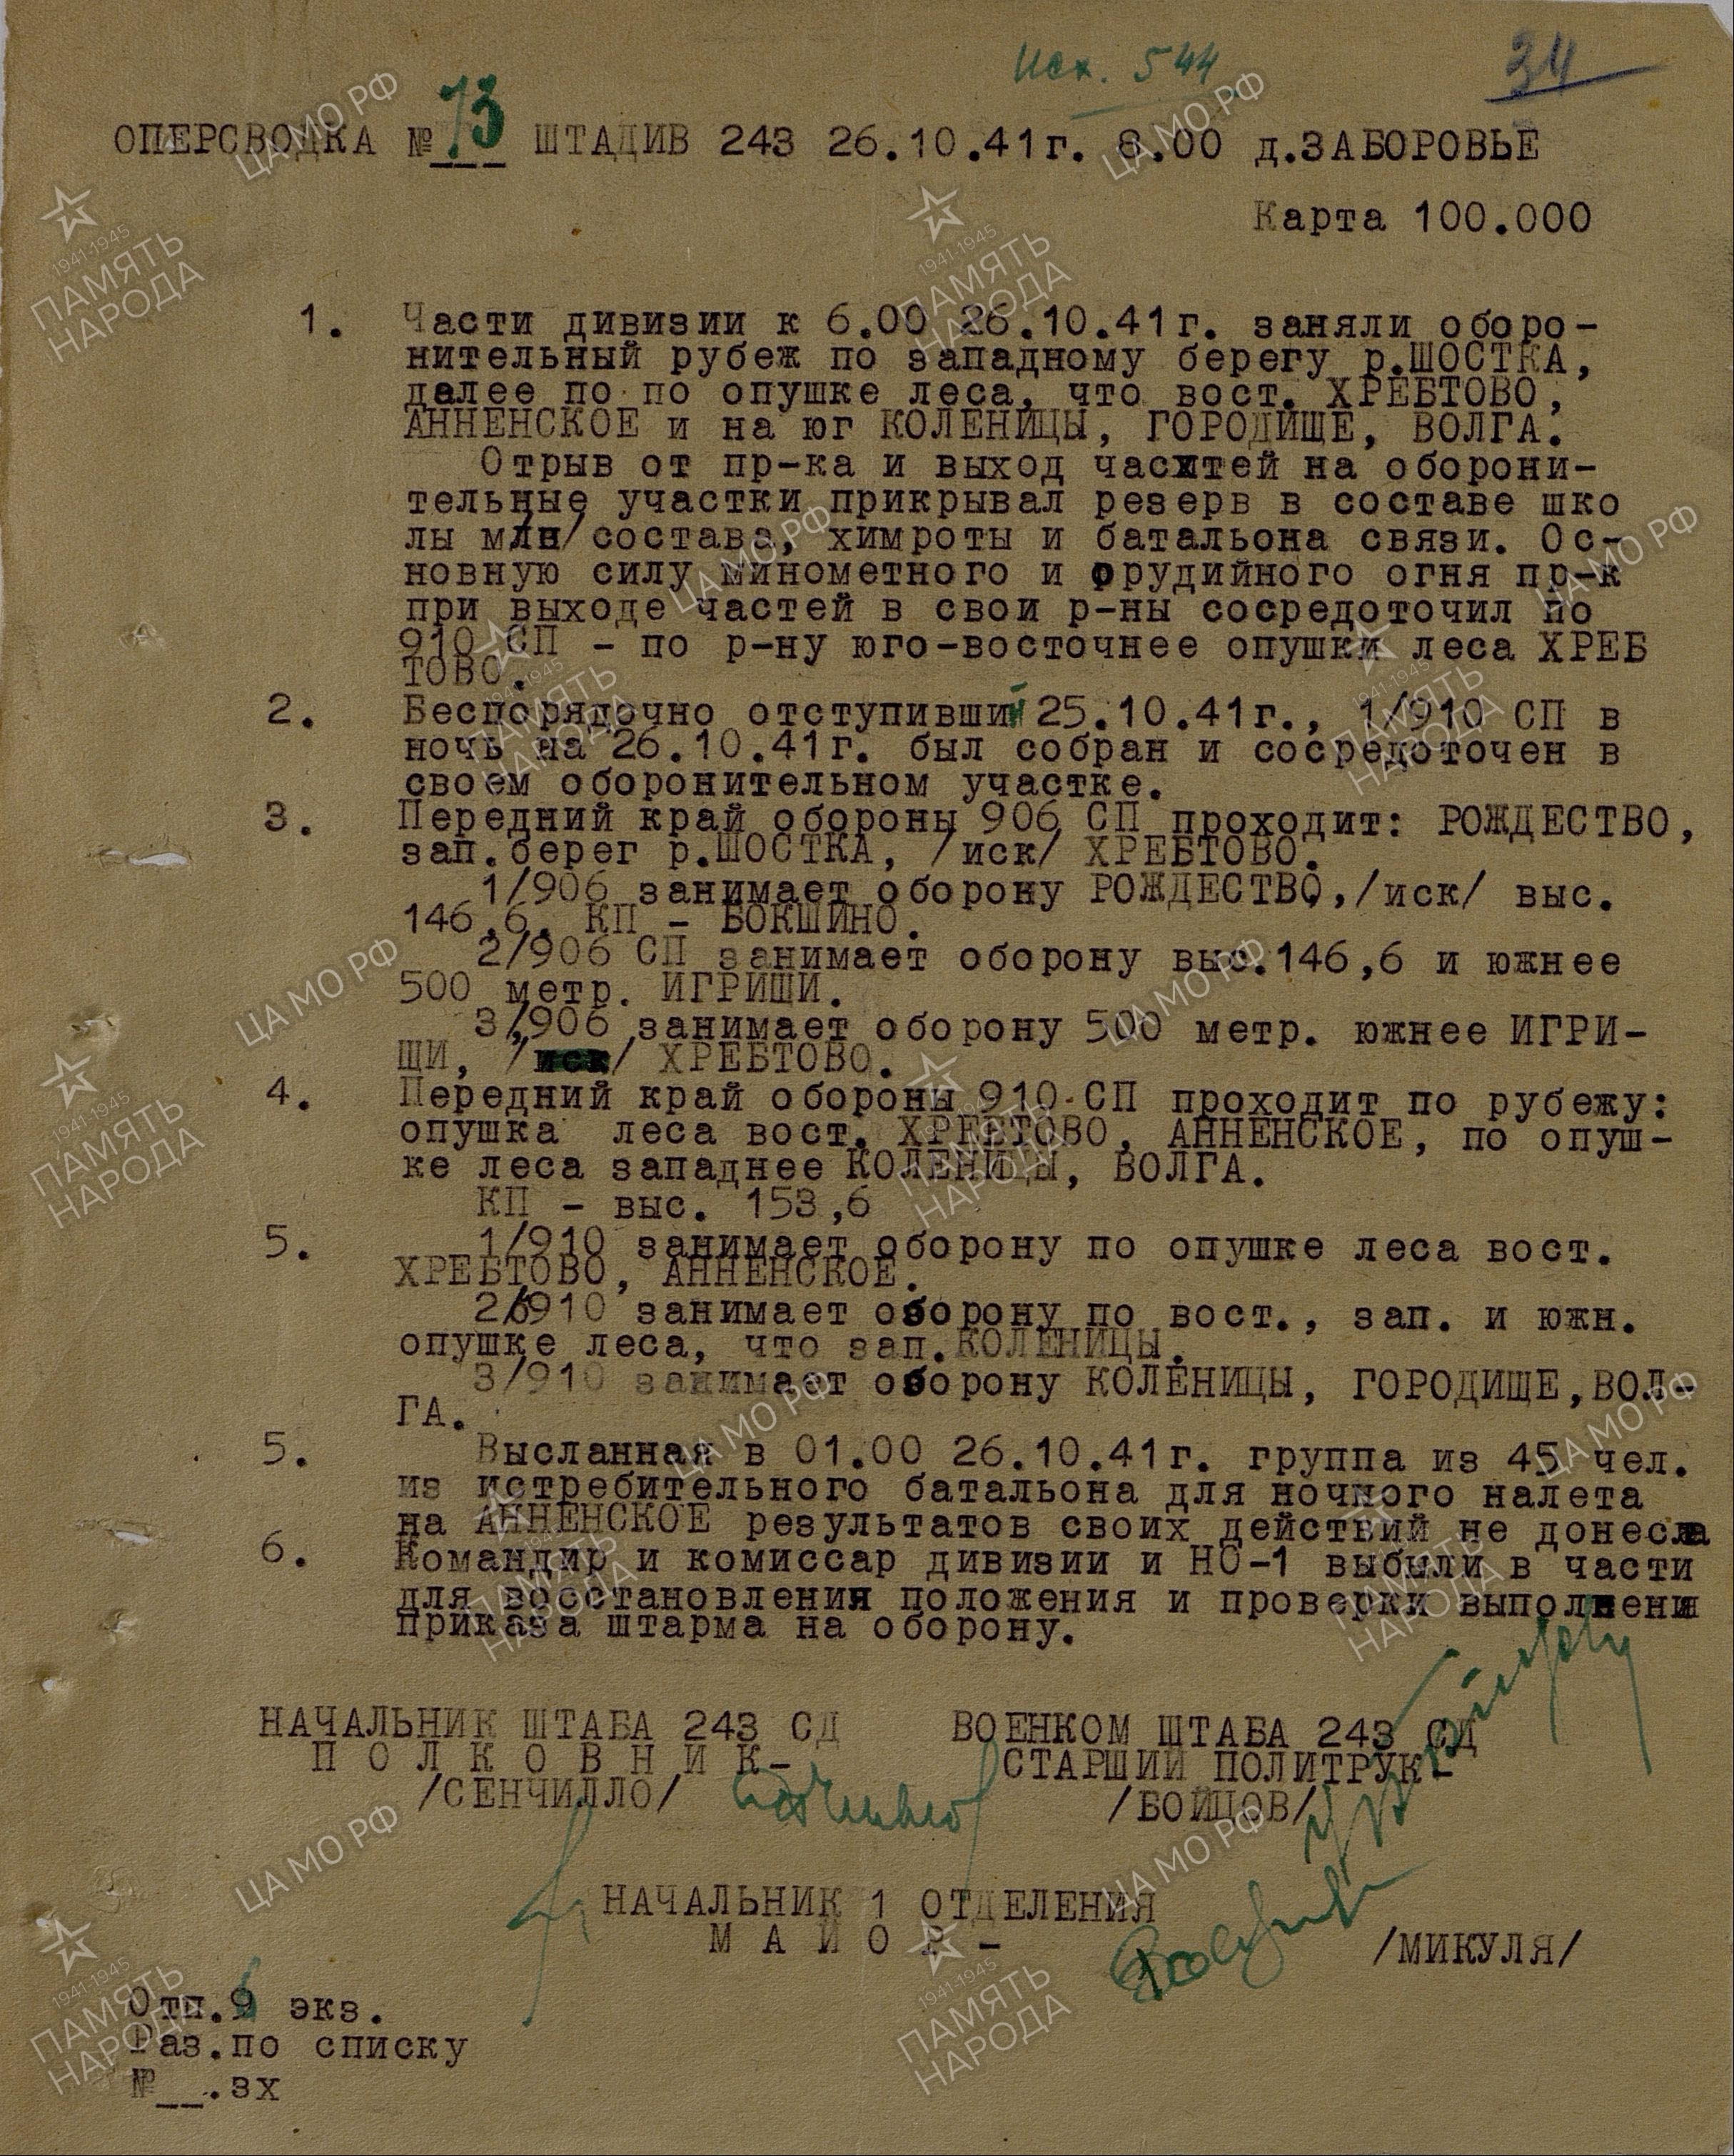 Исх. 544
34
ОПЕРСВОДКА № 73 ШТАДИВ 243 26.10.41г. 8.00 д.ЗАБОРОВЬЕ
Карта 100.000
1. Части дивизии к 6.00 26.10.41г. заняли оборо-
нительный рубеж по западному берегу р.ШОСТКА,
далее по по опушке леса, что вост. ХРЕБТОВО,
АННЕНСКОЕ и на юг КОЛЕНИЦЫ, ГОРОДИЩЕ, ВОЛГА.
Отрыв от пр-ка и выход частей на оборони-
тельные участки прикрывал резерв в составе шко
лы мл/состава, химроты и батальона связи. Ос-
новную силу минометного и орудийного огня пр-к
при выходе частей в свои р-ны сосредоточил по
910 СП - по р-ну юго-восточнее опушки леса ХРЕБ
ТОВО.
2. Беспорядочно отступивший 25.10.41г., 1/910 СП в
ночь на 26.10.41г. был собран и сосредоточен в
своем оборонительном участке.
3. Передний край обороны 906 СП проходит: РОЖДЕСТВО,
зап.берег р.ШОСТКА, /иск/ ХРЕБТОВО.
1/906 занимает оборону РОЖДЕСТВО,/иск/ выс.
146,6. КП - БОКШИНО.
2/906 СП занимает оборону выс.146,6 и южнее
500 метр. ИГРИЩИ.
3/906 занимает оборону 500 метр. южнее ИГРИ-
ЩИ, /иск/ ХРЕБТОВО.
4. Передний край обороны 910 СП проходит по рубежу:
опушка леса вост. ХРЕБТОВО, АННЕНСКОЕ, по опуш-
ке леса западнее КОЛЕНИЦЫ, ВОЛГА.
КП - выс. 153,6
5. 1/910 занимает оборону по опушке леса вост.
ХРЕБТОВО, АННЕНСКОЕ.
2/910 занимает оборону по вост., зап. и южн.
опушке леса, что зап.КОЛЕНИЦЫ.
3/910 занимает оборону КОЛЕНИЦЫ, ГОРОДИЩЕ,ВОЛ-
ГА.
5. Высланная в 01.00 26.10.41г. группа из 45 чел.
из истребительного батальона для ночного налета
на АННЕНСКОЕ результатов своих действий не донесла
6. Командир и комиссар дивизии и НО-1 выбыли в части
для восстановления положения и проверки выполнени
приказа штарма на оборону.
НАЧАЛЬНИК ШТАБА 243 СД ВОЕНКОМ ШТАБА 243 СД
ПОЛКОВНИК- СТАРШИЙ ПОЛИТРУК-
/СЕНЧИЛЛО/ /БОЙЦОВ/
НАЧАЛЬНИК 1 ОТДЕЛЕНИЯ
МАЙОР- /МИКУЛЯ/
Отп. экз.
Раз.по списку
№__.зх
ЦА МО РФ
1941-1945
ПАМЯТЬ
НАРОДА